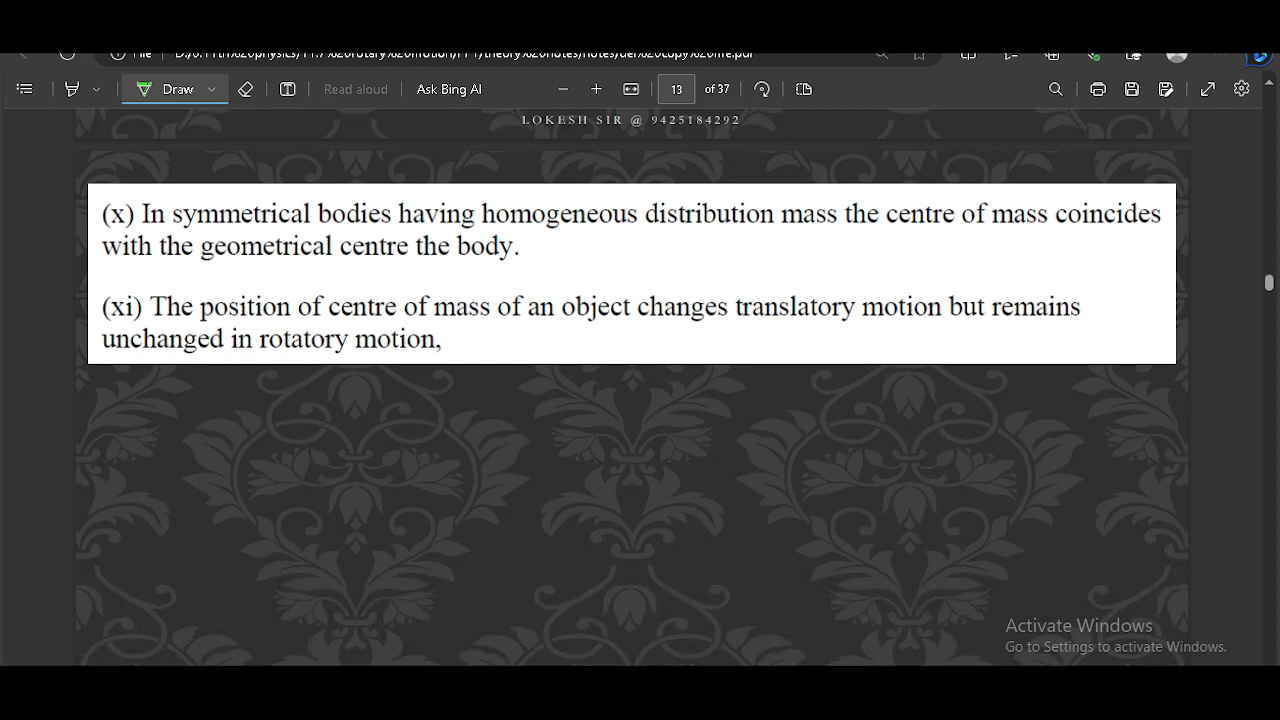 Draw
Read aloud
Ask Bing AI
13 of 37
LOKESH SIR @ 9425184292
(x) In symmetrical bodies having homogeneous distribution mass the centre of mass coincides
with the geometrical centre the body.
(xi) The position of centre of mass of an object changes translatory motion but remains
unchanged in rotatory motion,
Activate Windows
Go to Settings to activate Windows.